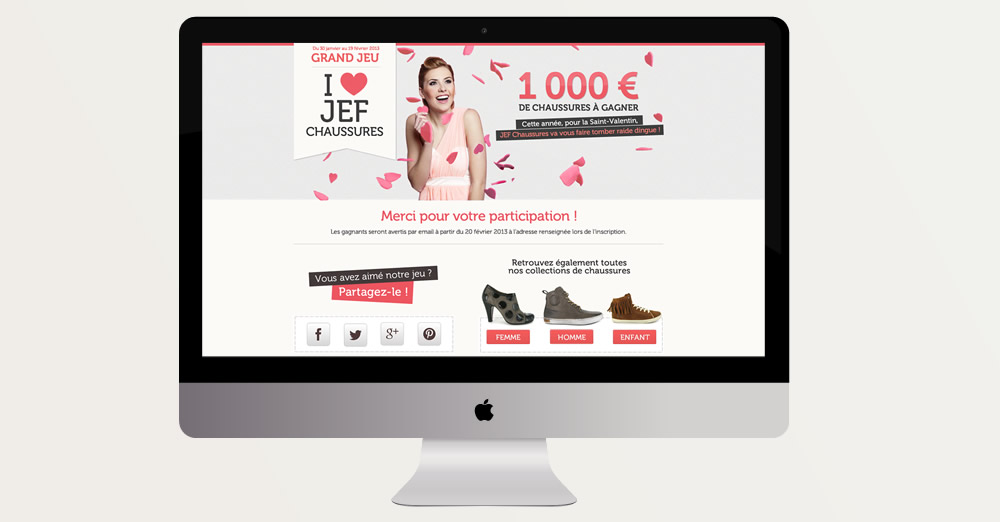 Du 30 janvier au 19 février 2013
GRAND JEU
I
JEF
CHAUSSURES
1 000 €
DE CHAUSSURES À GAGNER
Cette année, pour la Saint-Valentin,
JEF Chaussures va vous faire tomber raide dingue !
Merci pour votre participation !
Les gagnants seront avertis par email à partir du 20 février 2013 à l'adresse renseignée lors de l'inscription.
Vous avez aimé notre jeu ?
Partagez-le !
Retrouvez également toutes
nos collections de chaussures
FEMME
HOMME
ENFANT